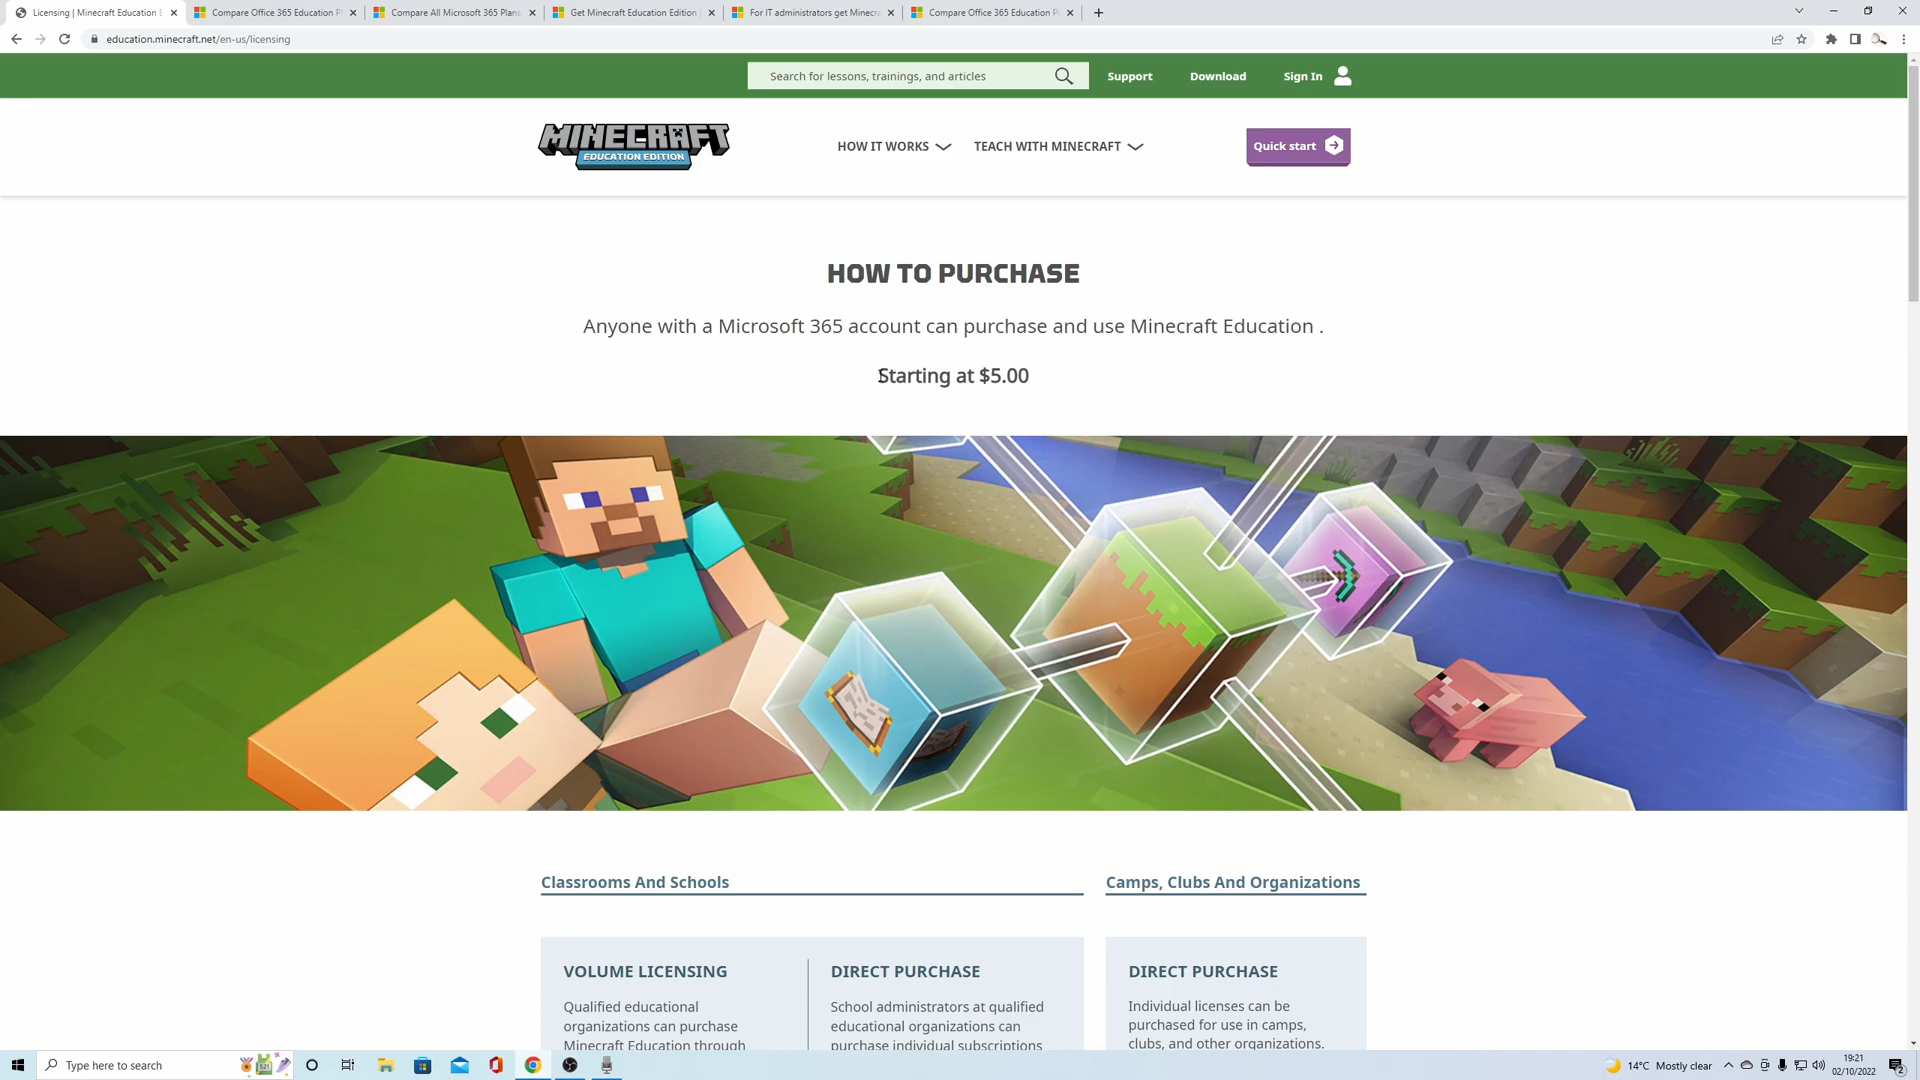 Licensing | Minecraft Education E
Compare Office 365 Education Pl
Compare All Microsoft 365 Plans
Get Minecraft Education Edition
For IT administrators get Minecra
Compare Office 365 Education Pl
education.minecraft.net/en-us/licensing
Search for lessons, trainings, and articles
Support
Download
Sign In
MINECRAFT
EDUCATION EDITION
HOW IT WORKS
TEACH WITH MINECRAFT
Quick start
HOW TO PURCHASE
Anyone with a Microsoft 365 account can purchase and use Minecraft Education .
Starting at $5.00
Classrooms And Schools
Camps, Clubs And Organizations
VOLUME LICENSING
Qualified educational
organizations can purchase
Minecraft Education through
DIRECT PURCHASE
School administrators at qualified
educational organizations can
purchase individual subscriptions
DIRECT PURCHASE
Individual licenses can be
purchased for use in camps,
clubs, and other organizations.
Type here to search
14°C Mostly clear
19:21
02/10/2022
2